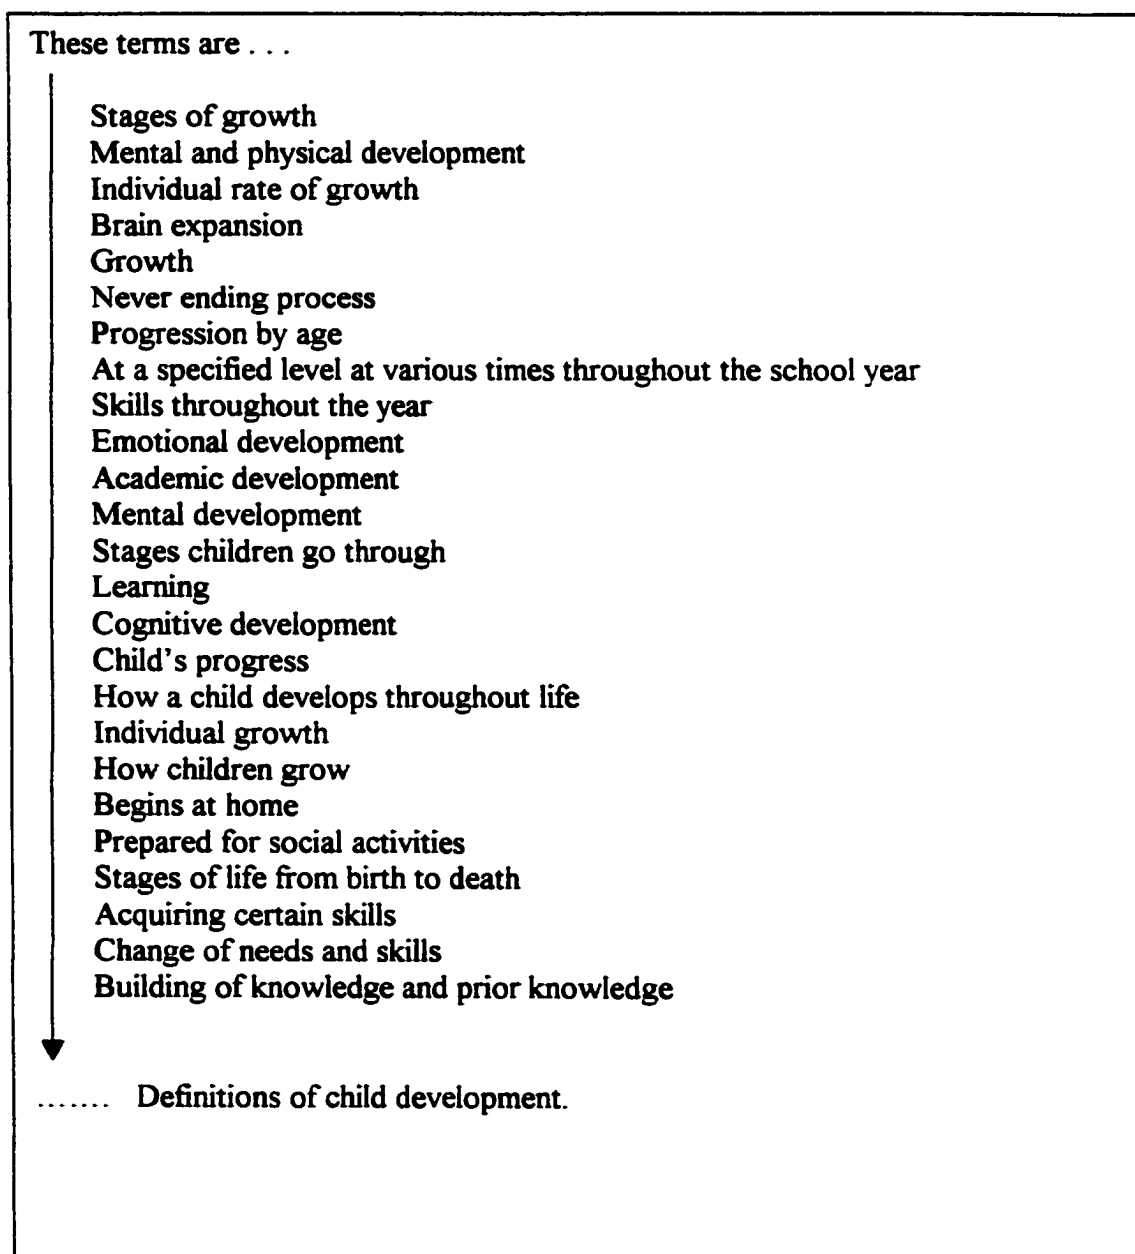 These terms are . . .
Stages of growth
Mental and physical development
Individual rate of growth
Brain expansion
Growth
Never ending process
Progression by age
At a specified level at various times throughout the school year
Skills throughout the year
Emotional development
Academic development
Mental development
Stages children go through
Learning
Cognitive development
Child's progress
How a child develops throughout life
Individual growth
How children grow
Begins at home
Prepared for social activities
Stages of life from birth to death
Acquiring certain skills
Change of needs and skills
Building of knowledge and prior knowledge
....... Definitions of child development.